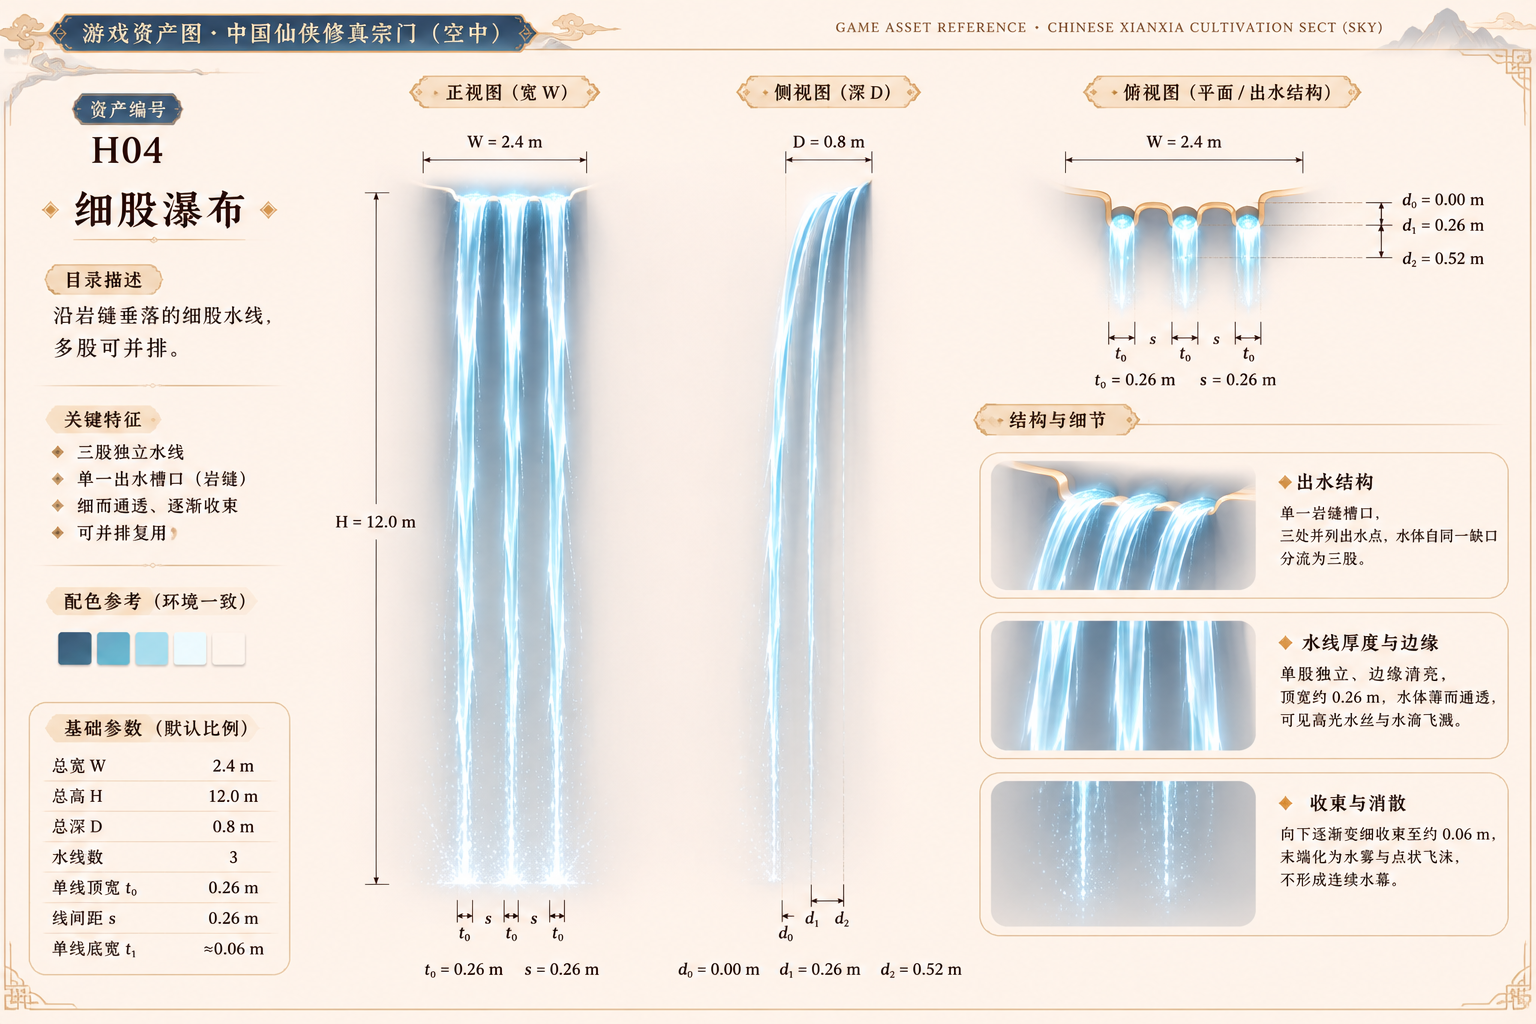 游戏资产图·中国仙侠修真宗门（空中）
GAME ASSET REFERENCE • CHINESE XIANXIA CULTIVATION SECT (SKY)
资产编号
H04
细股瀑布
目录描述
沿岩缝垂落的细股水线，
多股可并排。
关键特征
三股独立水线
单一出水槽口（岩缝）
细而通透、逐渐收束
可并排复用
配色参考（环境一致）
基础参数（默认比例）
总宽 W 2.4 m
总高 H 12.0 m
总深 D 0.8 m
水线数 3
单线顶宽 t₀ 0.26 m
线间距 s 0.26 m
单线底宽 t₁ ≈0.06 m
正视图（宽 W）
W = 2.4 m
H = 12.0 m
t₀ s t₀ s t₀
t₀ = 0.26 m s = 0.26 m
侧视图（深 D）
D = 0.8 m
d₀ d₁ d₂
d₀ = 0.00 m d₁ = 0.26 m d₂ = 0.52 m
俯视图（平面 / 出水结构）
W = 2.4 m
d₀ = 0.00 m
d₁ = 0.26 m
d₂ = 0.52 m
t₀ s t₀ s t₀
t₀ = 0.26 m s = 0.26 m
结构与细节
出水结构
单一岩缝槽口，
三处并列出水点，水体自同一缺口
分流为三股。
水线厚度与边缘
单股独立、边缘清亮，
顶宽约 0.26 m，水体薄而通透，
可见高光水丝与水滴飞溅。
收束与消散
向下逐渐变细收束至约 0.06 m，
末端化为水雾与点状飞沫，
不形成连续水幕。